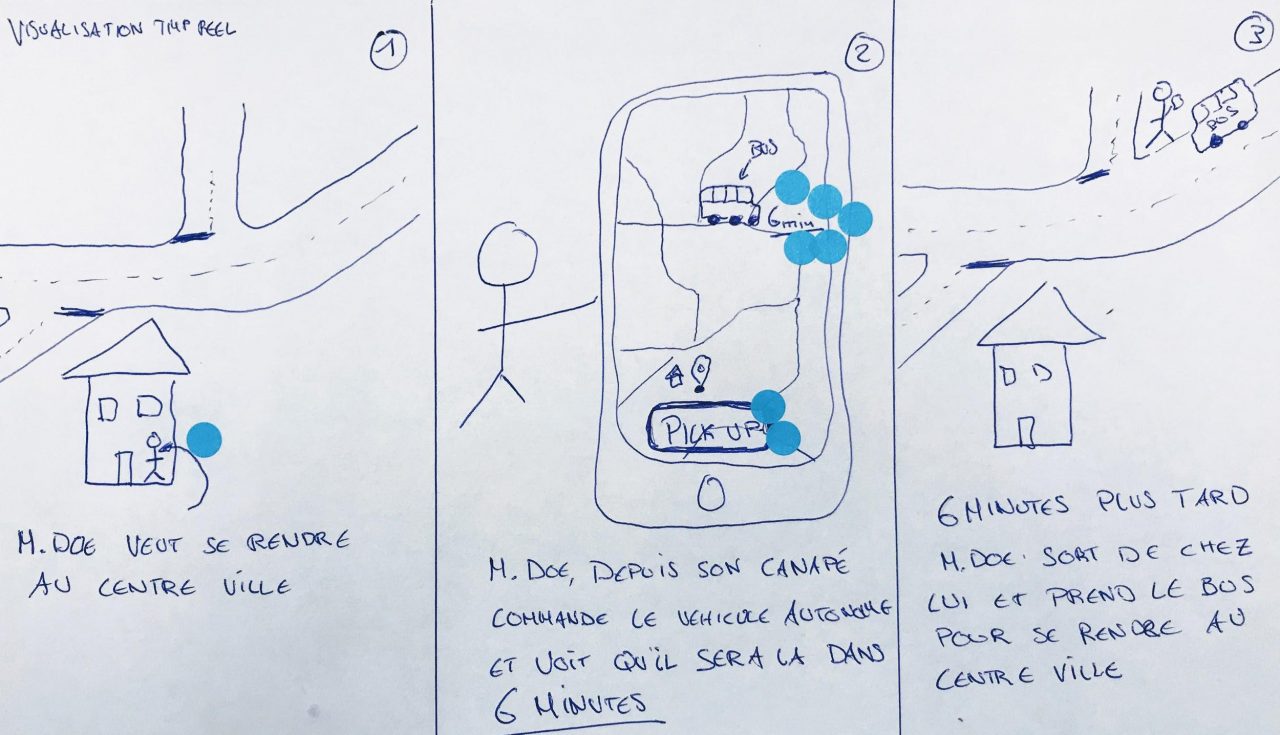 VISUALISATION TMP REEL
1
M. DOE VEUT SE RENDRE
AU CENTRE VILLE
2
BUS
6min
PICK-UP
M. DOE, DEPUIS SON CANAPÉ
COMMANDE LE VEHICULE AUTONOME
ET VOIT QU'IL SERA LA DANS
6 MINUTES
3
BUS
6 MINUTES PLUS TARD
M. DOE SORT DE CHEZ
LUI ET PREND LE BUS
POUR SE RENDRE AU
CENTRE VILLE